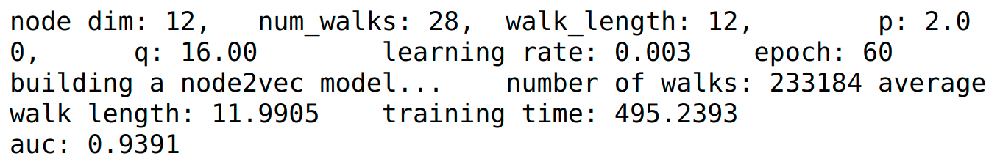 node dim: 12,   num_walks: 28,  walk_length: 12,        p: 2.0
0,      q: 16.00        learning rate: 0.003    epoch: 60
building a node2vec model...    number of walks: 233184 average
walk length: 11.9905    training time: 495.2393
auc: 0.9391